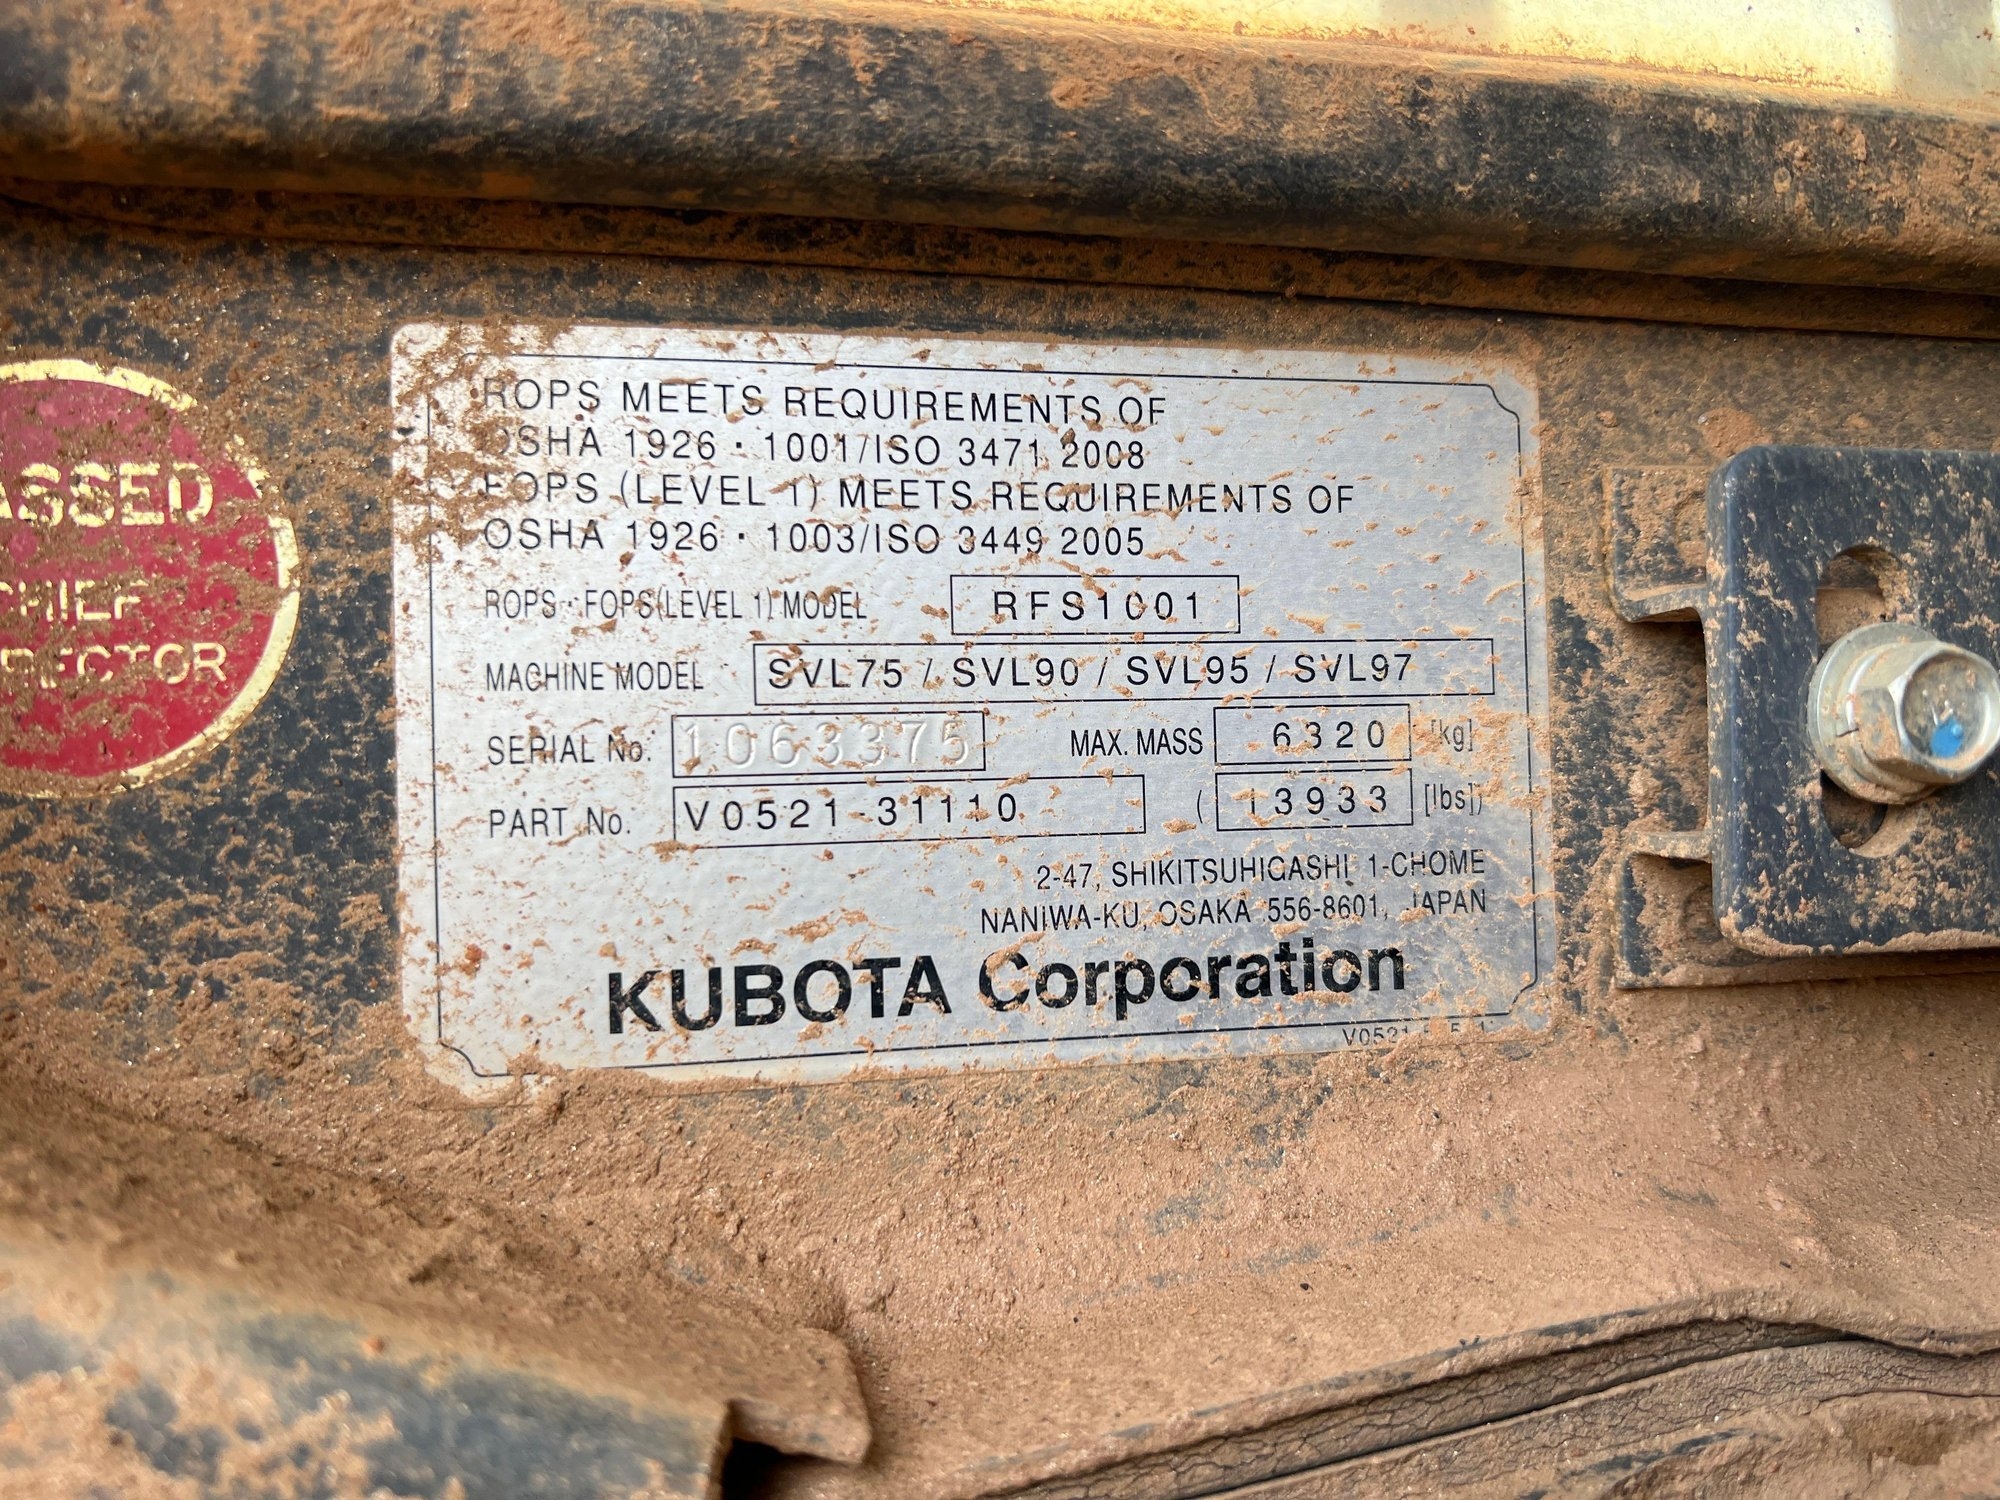 ASSED
CHIEF
RECTOR
ROPS MEETS REQUIREMENTS OF
OSHA 1926・1001/ISO 3471 2008
FOPS (LEVEL 1) MEETS REQUIREMENTS OF
OSHA 1926・1003/ISO 3449 2005
ROPS・FOPS(LEVEL 1) MODEL RFS1001
MACHINE MODEL SVL75 / SVL90 / SVL95 / SVL97
SERIAL No. 1063375 MAX. MASS 6320 [kg]
PART No. V0521-31110 ( 13933 [lbs])
2-47, SHIKITSUHIGASHI 1-CHOME
NANIWA-KU, OSAKA 556-8601, JAPAN
KUBOTA Corporation
V0521